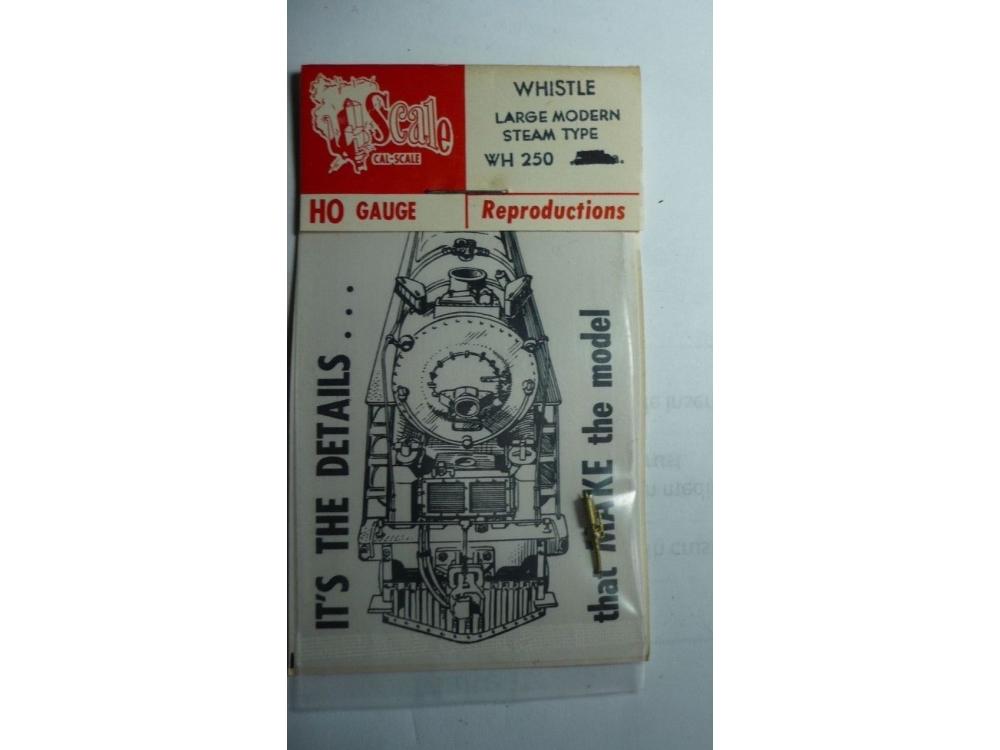 Scale
CAL-SCALE
WHISTLE
LARGE MODERN
STEAM TYPE
WH 250
HO GAUGE
Reproductions
IT'S THE DETAILS....
that MAKE the model